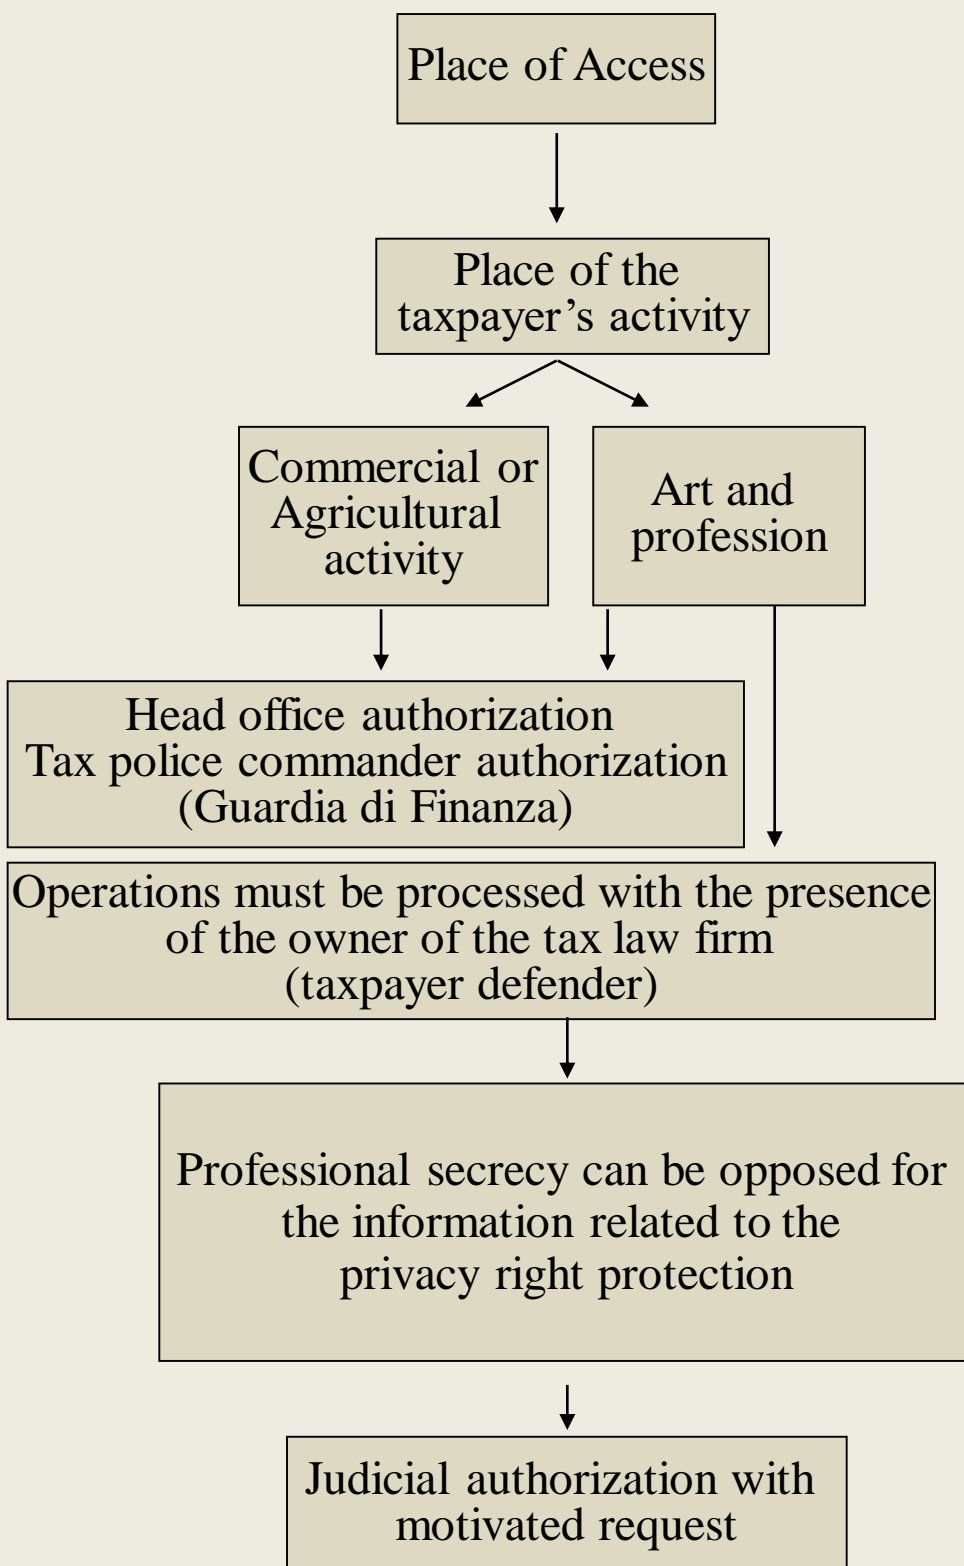 Place of Access
Place of the
taxpayer’s activity
Commercial or
Agricultural
activity
Art and
profession
Head office authorization
Tax police commander authorization
(Guardia di Finanza)
Operations must be processed with the presence
of the owner of the tax law firm
(taxpayer defender)
Professional secrecy can be opposed for
the information related to the
privacy right protection
Judicial authorization with
motivated request